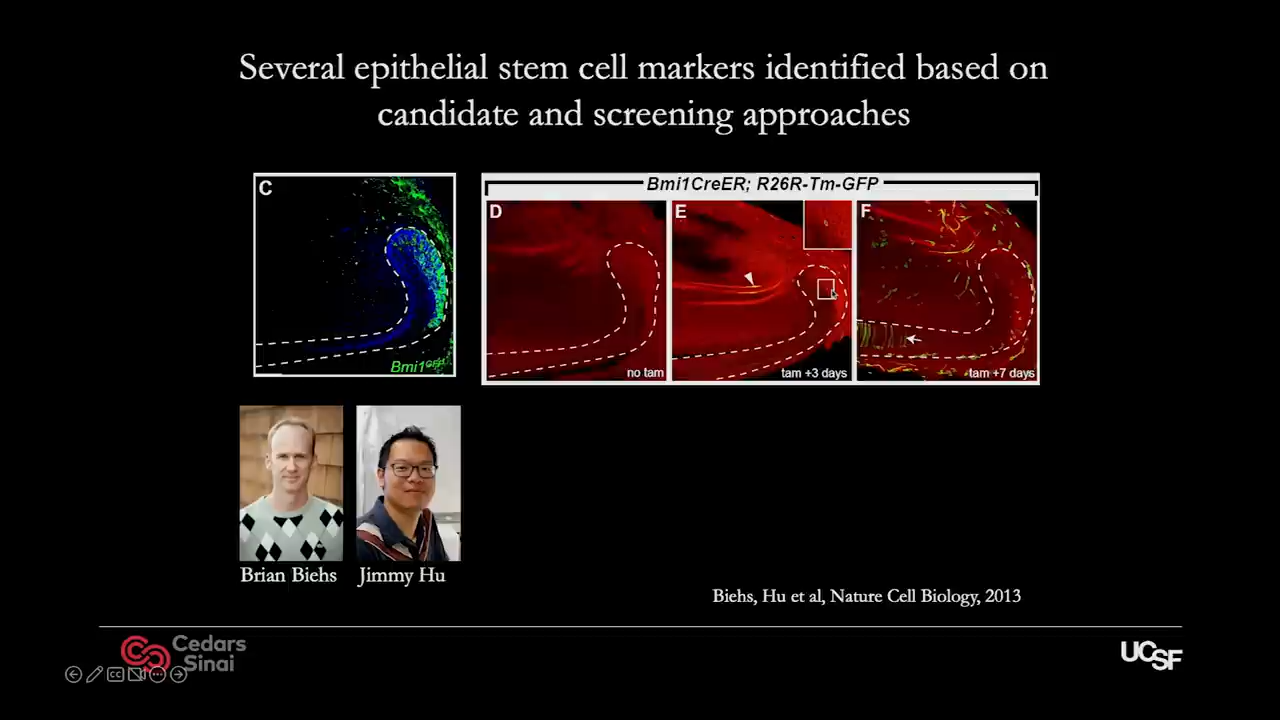 Several epithelial stem cell markers identified based on
candidate and screening approaches
C
Bmi1GFP
Bmi1CreER; R26R-Tm-GFP
D
no tam
E
tam +3 days
F
tam +7 days
Brian Biehs
Jimmy Hu
Biehs, Hu et al, Nature Cell Biology, 2013
Cedars
Sinai
CC
UCSF